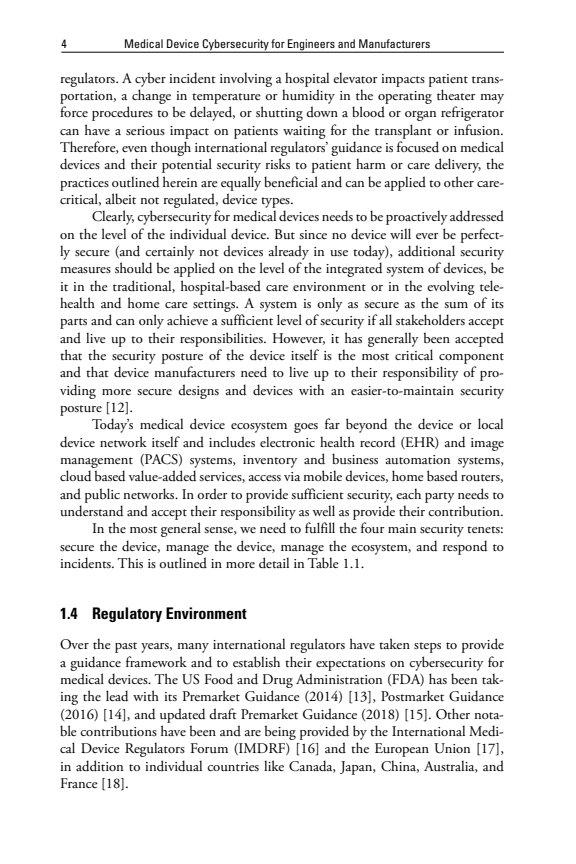 4 Medical Device Cybersecurity for Engineers and Manufacturers
regulators. A cyber incident involving a hospital elevator impacts patient trans-
portation, a change in temperature or humidity in the operating theater may
force procedures to be delayed, or shutting down a blood or organ refrigerator
can have a serious impact on patients waiting for the transplant or infusion.
Therefore, even though international regulators’ guidance is focused on medical
devices and their potential security risks to patient harm or care delivery, the
practices outlined herein are equally beneficial and can be applied to other care-
critical, albeit not regulated, device types.
Clearly, cybersecurity for medical devices needs to be proactively addressed
on the level of the individual device. But since no device will ever be perfect-
ly secure (and certainly not devices already in use today), additional security
measures should be applied on the level of the integrated system of devices, be
it in the traditional, hospital-based care environment or in the evolving tele-
health and home care settings. A system is only as secure as the sum of its
parts and can only achieve a sufficient level of security if all stakeholders accept
and live up to their responsibilities. However, it has generally been accepted
that the security posture of the device itself is the most critical component
and that device manufacturers need to live up to their responsibility of pro-
viding more secure designs and devices with an easier-to-maintain security
posture [12].
Today’s medical device ecosystem goes far beyond the device or local
device network itself and includes electronic health record (EHR) and image
management (PACS) systems, inventory and business automation systems,
cloud based value-added services, access via mobile devices, home based routers,
and public networks. In order to provide sufficient security, each party needs to
understand and accept their responsibility as well as provide their contribution.
In the most general sense, we need to fulfill the four main security tenets:
secure the device, manage the device, manage the ecosystem, and respond to
incidents. This is outlined in more detail in Table 1.1.
1.4 Regulatory Environment
Over the past years, many international regulators have taken steps to provide
a guidance framework and to establish their expectations on cybersecurity for
medical devices. The US Food and Drug Administration (FDA) has been tak-
ing the lead with its Premarket Guidance (2014) [13], Postmarket Guidance
(2016) [14], and updated draft Premarket Guidance (2018) [15]. Other nota-
ble contributions have been and are being provided by the International Medi-
cal Device Regulators Forum (IMDRF) [16] and the European Union [17],
in addition to individual countries like Canada, Japan, China, Australia, and
France [18].